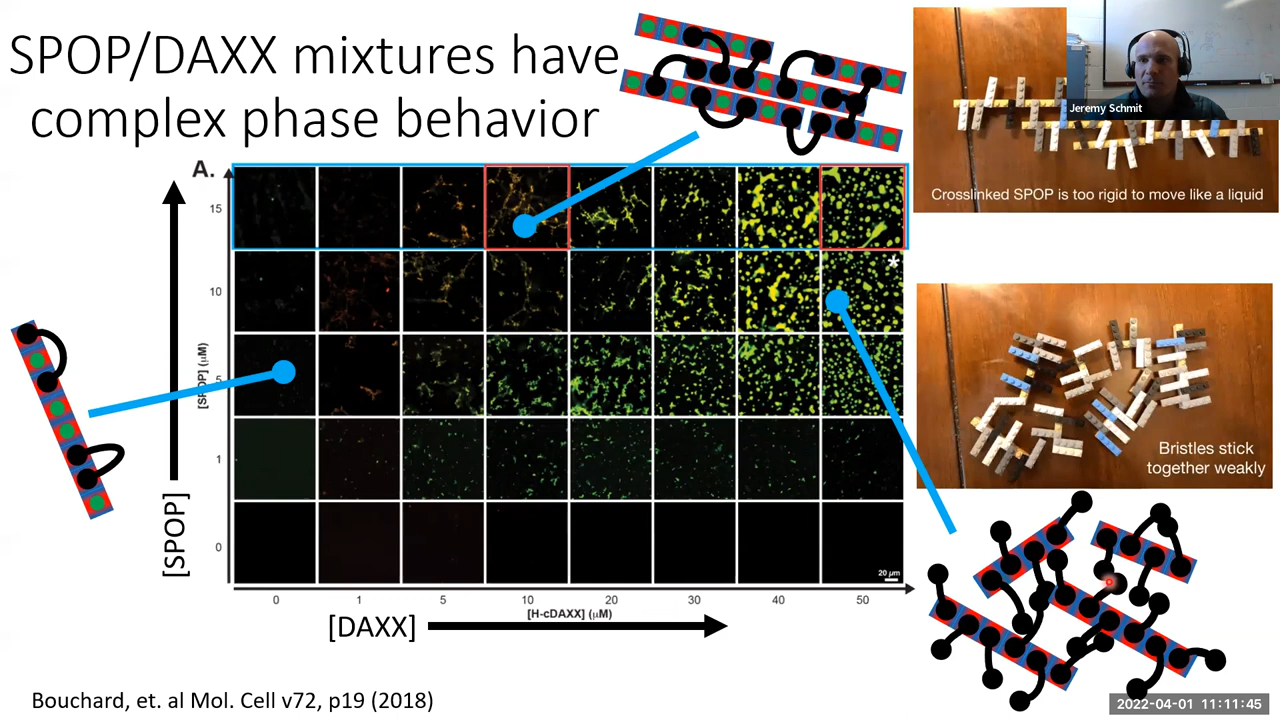 SPOP/DAXX mixtures have
complex phase behavior
Jeremy Schmit
Crosslinked SPOP is too rigid to move like a liquid
A.
15
10
5
1
0
[SPOP] (µM)
[SPOP]
*
20 µm
0 1 5 10 20 30 40 50
[H-cDAXX] (µM)
[DAXX]
Bristles stick
together weakly
Bouchard, et. al Mol. Cell v72, p19 (2018)
2022-04-01 11:11:45